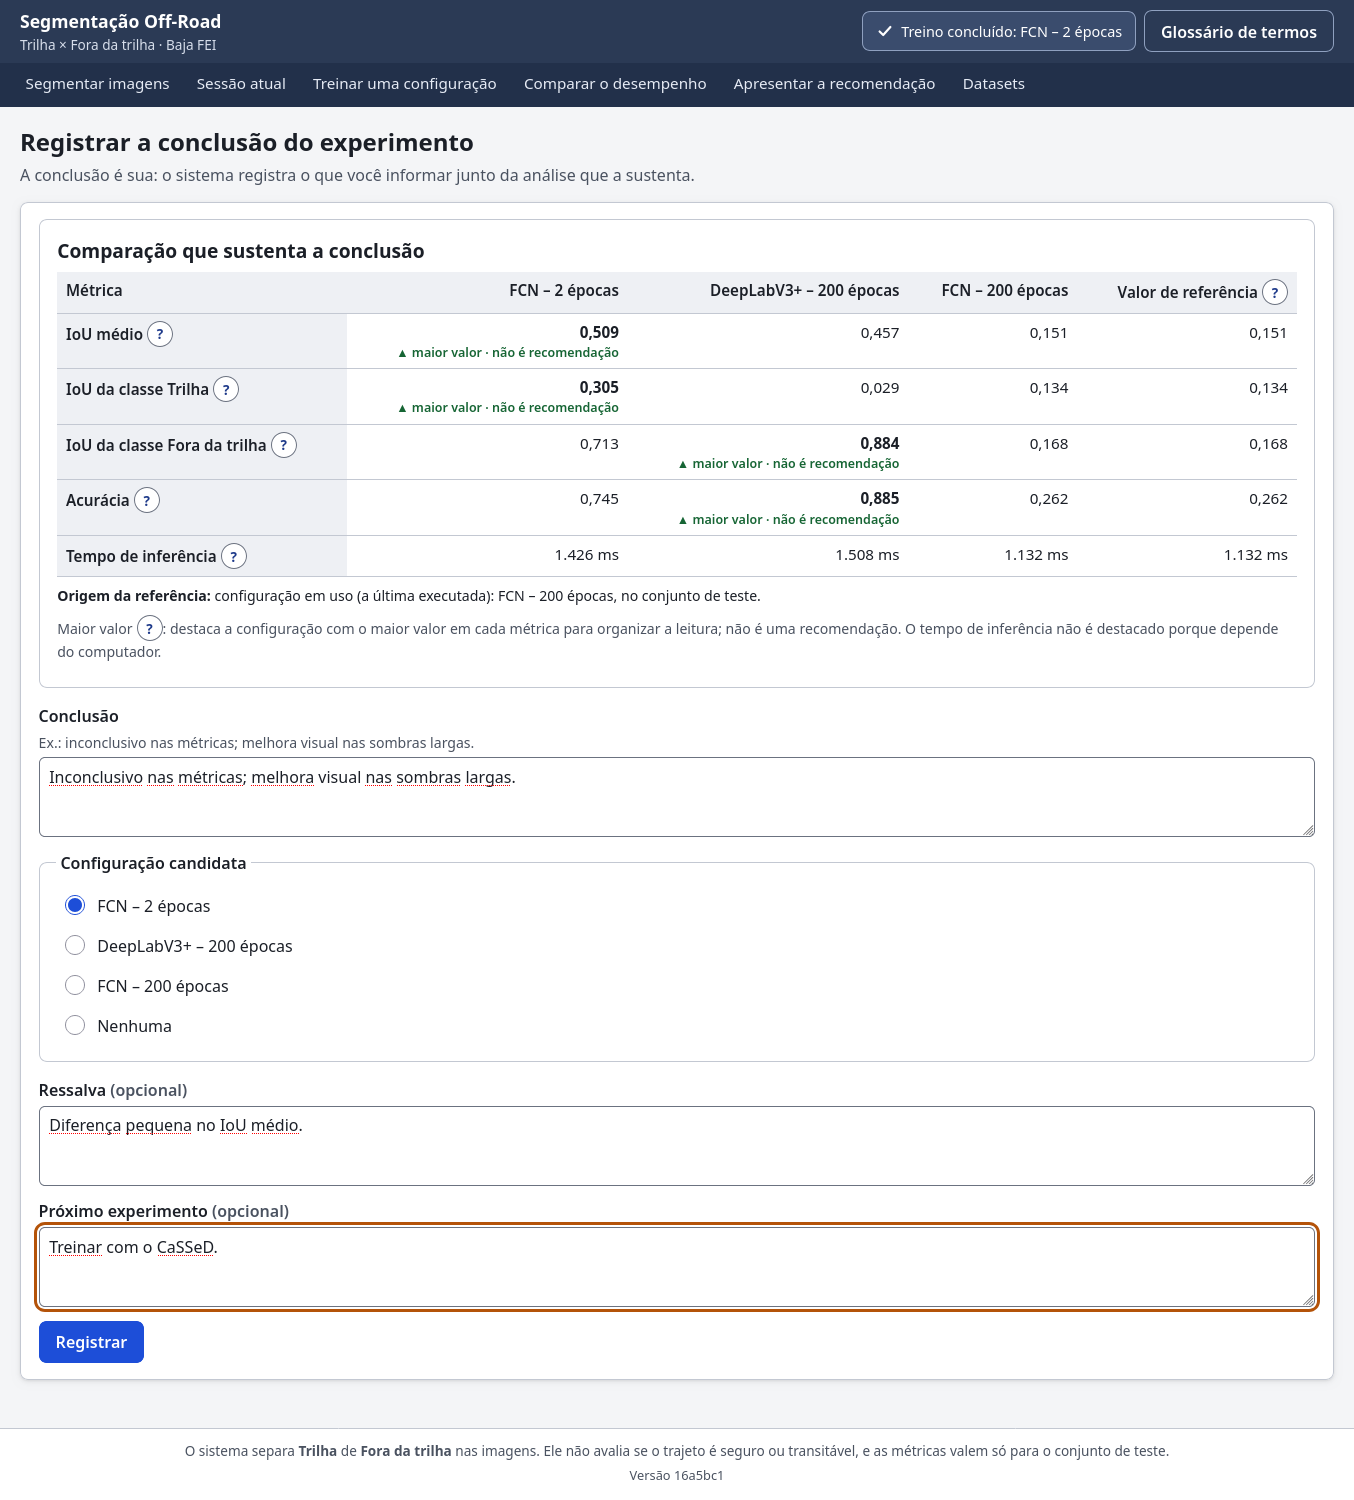 Segmentação Off-Road
Trilha × Fora da trilha · Baja FEI
Treino concluído: FCN – 2 épocas
Glossário de termos
Segmentar imagens Sessão atual Treinar uma configuração Comparar o desempenho Apresentar a recomendação Datasets
Registrar a conclusão do experimento
A conclusão é sua: o sistema registra o que você informar junto da análise que a sustenta.
Comparação que sustenta a conclusão
Métrica FCN – 2 épocas DeepLabV3+ – 200 épocas FCN – 200 épocas Valor de referência ?
IoU médio ? 0,509 0,457 0,151 0,151
▲ maior valor · não é recomendação
IoU da classe Trilha ? 0,305 0,029 0,134 0,134
▲ maior valor · não é recomendação
IoU da classe Fora da trilha ? 0,713 0,884 0,168 0,168
▲ maior valor · não é recomendação
Acurácia ? 0,745 0,885 0,262 0,262
▲ maior valor · não é recomendação
Tempo de inferência ? 1.426 ms 1.508 ms 1.132 ms 1.132 ms
Origem da referência: configuração em uso (a última executada): FCN – 200 épocas, no conjunto de teste.
Maior valor ? : destaca a configuração com o maior valor em cada métrica para organizar a leitura; não é uma recomendação. O tempo de inferência não é destacado porque depende
do computador.
Conclusão
Ex.: inconclusivo nas métricas; melhora visual nas sombras largas.
Inconclusivo nas métricas; melhora visual nas sombras largas.
Configuração candidata
FCN – 2 épocas
DeepLabV3+ – 200 épocas
FCN – 200 épocas
Nenhuma
Ressalva (opcional)
Diferença pequena no IoU médio.
Próximo experimento (opcional)
Treinar com o CaSSeD.
Registrar
O sistema separa Trilha de Fora da trilha nas imagens. Ele não avalia se o trajeto é seguro ou transitável, e as métricas valem só para o conjunto de teste.
Versão 16a5bc1